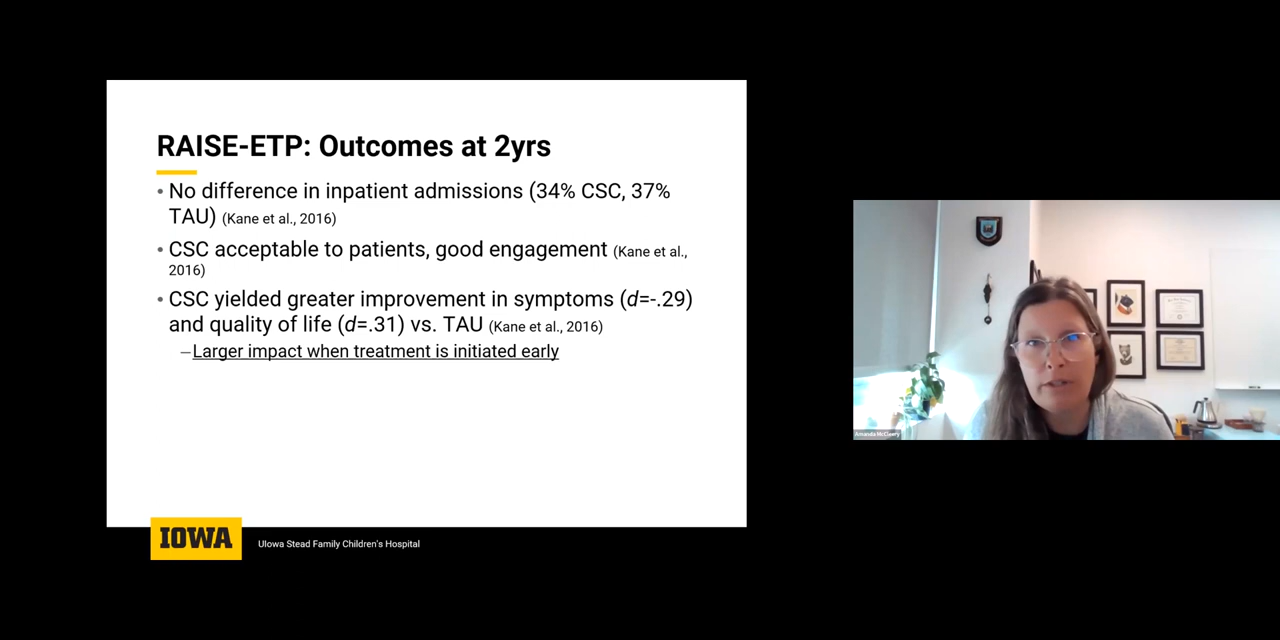 RAISE-ETP: Outcomes at 2yrs
• No difference in inpatient admissions (34% CSC, 37%
TAU) (Kane et al., 2016)
• CSC acceptable to patients, good engagement (Kane et al.,
2016)
• CSC yielded greater improvement in symptoms (d=-.29)
and quality of life (d=.31) vs. TAU (Kane et al., 2016)
–Larger impact when treatment is initiated early
IOWA
UIowa Stead Family Children's Hospital
Amanda McCleery